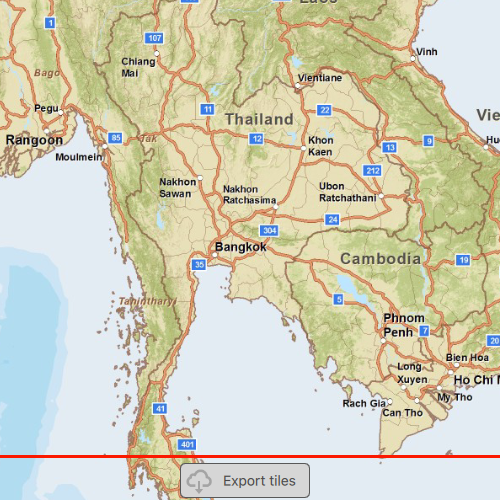 Laos
1
107
Chiang
Mai
Vinh
Bago
Vientiane
Pegu
11
22
Thailand
Vie
Rangoon
85
Tak
12
Khon
Kaen
13
9
Hu
Moulmein
212
Nakhon
Sawan
Nakhon
Ratchasima
Ubon
Ratchathani
24
304
Bangkok
35
Cambodia
19
Tanintharyi
5
Phnom
Penh
7
20
Bien Hoa
Long
Xuyen
Ho Chi M
41
Rach Gia
My Tho
Can Tho
401
Export tiles